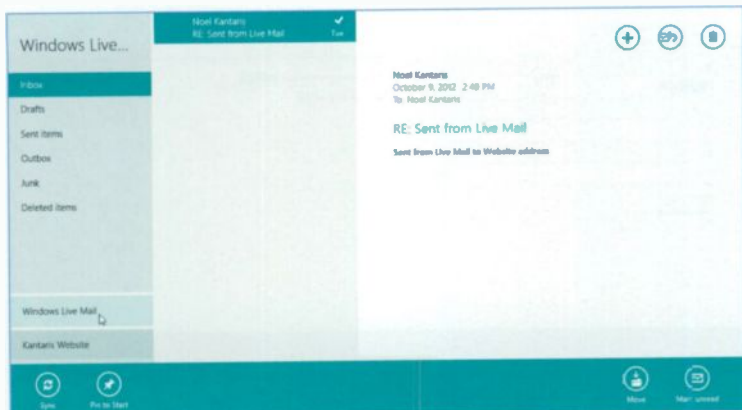 Windows Live...
Inbox
Drafts
Sent items
Outbox
Junk
Deleted items
Windows Live Mail
Kantaris Website
Noel Kantaris
RE: Sent from Live Mail
Tue
Noel Kantaris
October 9, 2012 2:49 PM
To: Noel Kantaris
RE: Sent from Live Mail
Sent from Live Mail to Website address
Sync
Pin to Start
Move
Mark unread